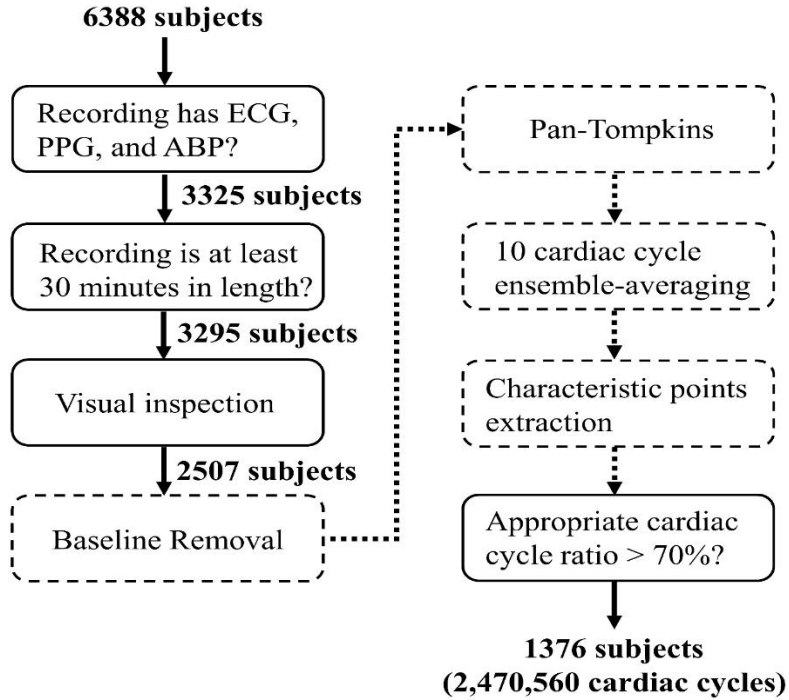 6388 subjects
Recording has ECG,
PPG, and ABP?
3325 subjects
Recording is at least
30 minutes in length?
3295 subjects
Visual inspection
2507 subjects
Baseline Removal
Pan-Tompkins
10 cardiac cycle
ensemble-averaging
Characteristic points
extraction
Appropriate cardiac
cycle ratio > 70%?
1376 subjects
(2,470,560 cardiac cycles)